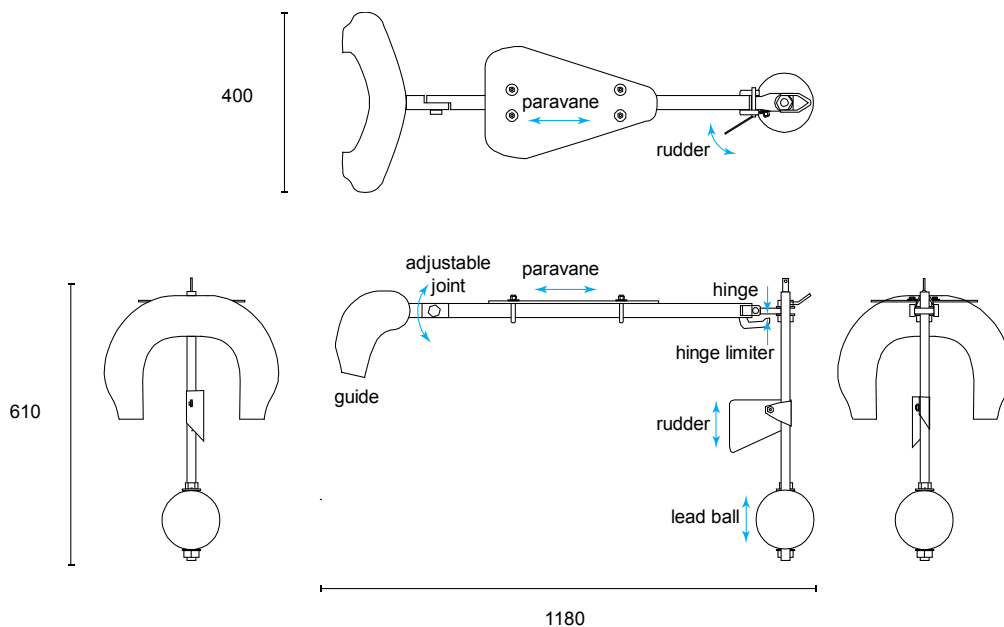 400
paravane
rudder
adjustable
joint
paravane
hinge
hinge limiter
guide
610
rudder
lead ball
1180